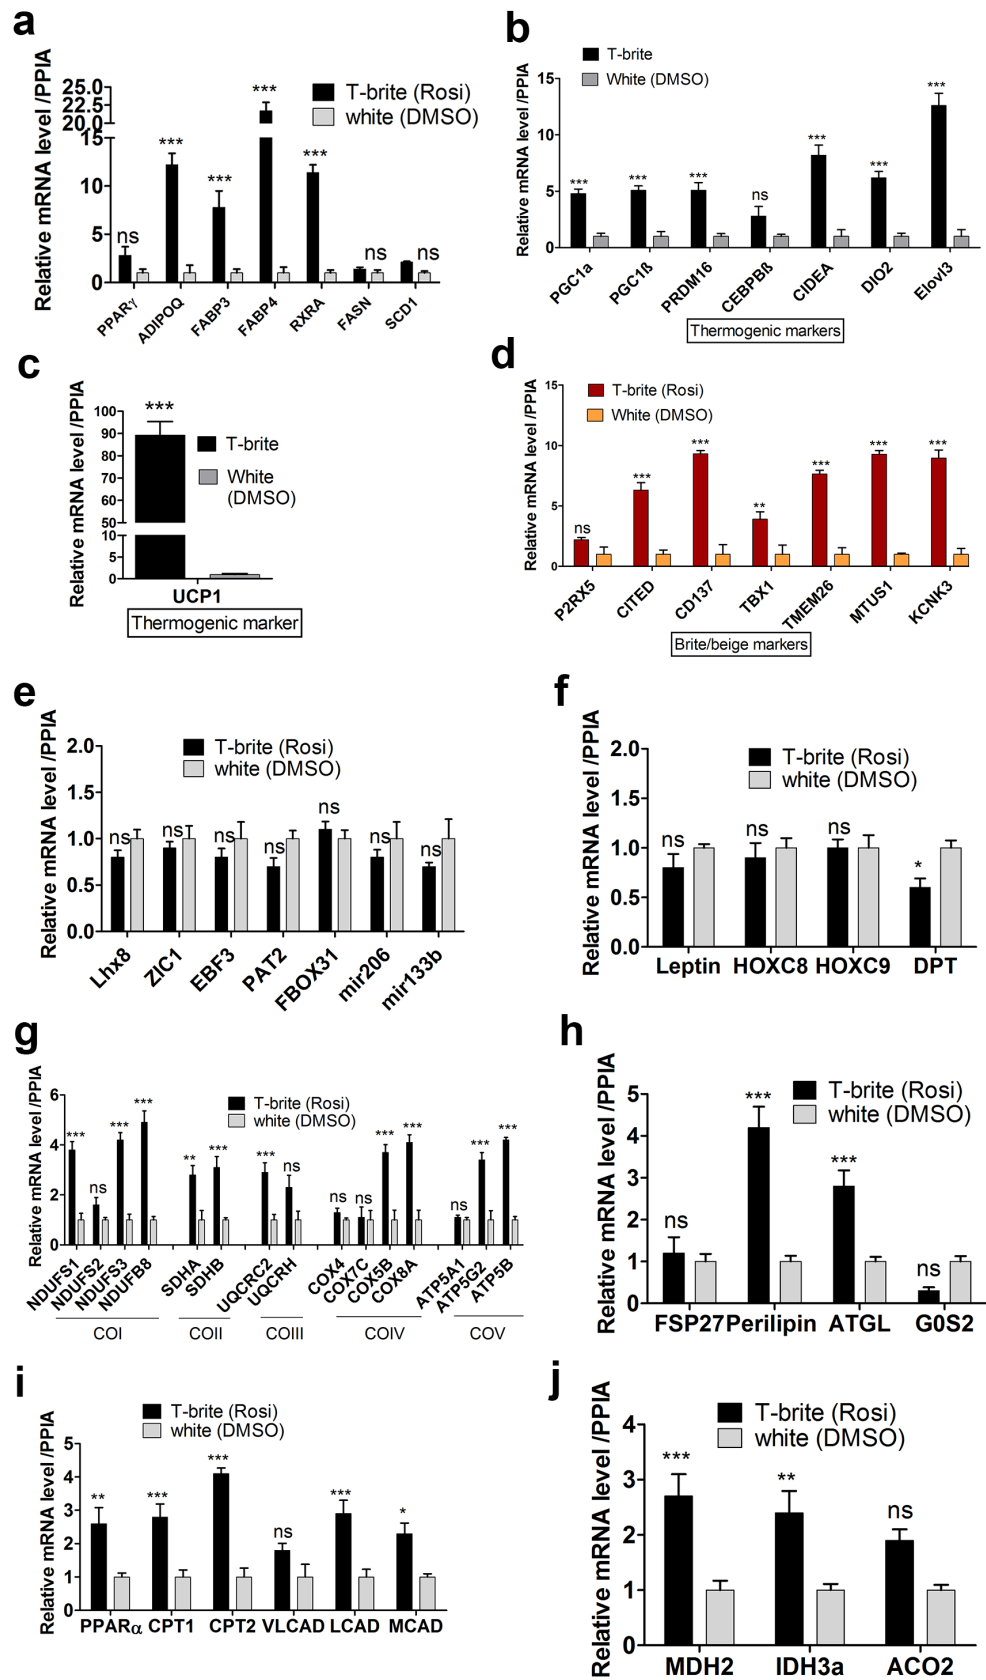 a
Relative mRNA level /PPIA
25.0
22.5
20.0
15
10
5
0
T-brite (Rosi)
white (DMSO)
ns
***
***
***
***
ns
ns
PPARγ
ADIPOQ
FABP3
FABP4
RXRA
FASN
SCD1
b
Relative mRNA level /PPIA
15
10
5
0
T-brite
White (DMSO)
***
***
***
ns
***
***
***
PGC1a
PGC1ß
PRDM16
CEBPBß
CIDEA
DIO2
Elovl3
Thermogenic markers
c
Relative mRNA level /PPIA
100
90
80
70
60
50
10
5
0
***
T-brite
White
(DMSO)
UCP1
Thermogenic marker
d
Relative mRNA level /PPIA
15
10
5
0
T-brite (Rosi)
White (DMSO)
ns
***
***
**
***
***
***
P2RX5
CITED
CD137
TBX1
TMEM26
MTUS1
KCNK3
Brite/beige markers
e
Relative mRNA level /PPIA
2.0
1.5
1.0
0.5
0.0
T-brite (Rosi)
white (DMSO)
ns
ns
ns
ns
ns
ns
ns
Lhx8
ZIC1
EBF3
PAT2
FBOX31
mir206
mir133b
f
Relative mRNA level /PPIA
2.0
1.5
1.0
0.5
0.0
T-brite (Rosi)
white (DMSO)
ns
ns
ns
*
Leptin
HOXC8
HOXC9
DPT
g
Relative mRNA level /PPIA
6
4
2
0
T-brite (Rosi)
white (DMSO)
***
ns
***
***
**
***
***
ns
ns
ns
***
***
ns
***
***
NDUFS1
NDUFS2
NDUFS3
NDUFB8
SDHA
SDHB
UQCRC2
UQCRH
COX4
COX7C
COX5B
COX8A
ATP5A1
ATP5G2
ATP5B
COI
COII
COIII
COIV
COV
h
Relative mRNA level /PPIA
5
4
3
2
1
0
T-brite (Rosi)
white (DMSO)
ns
***
***
ns
FSP27
Perilipin
ATGL
G0S2
i
Relative mRNA level /PPIA
5
4
3
2
1
0
T-brite (Rosi)
white (DMSO)
**
***
***
ns
***
*
PPARα
CPT1
CPT2
VLCAD
LCAD
MCAD
j
Relative mRNA level /PPIA
4
3
2
1
0
T-brite (Rosi)
white (DMSO)
***
**
ns
MDH2
IDH3a
ACO2